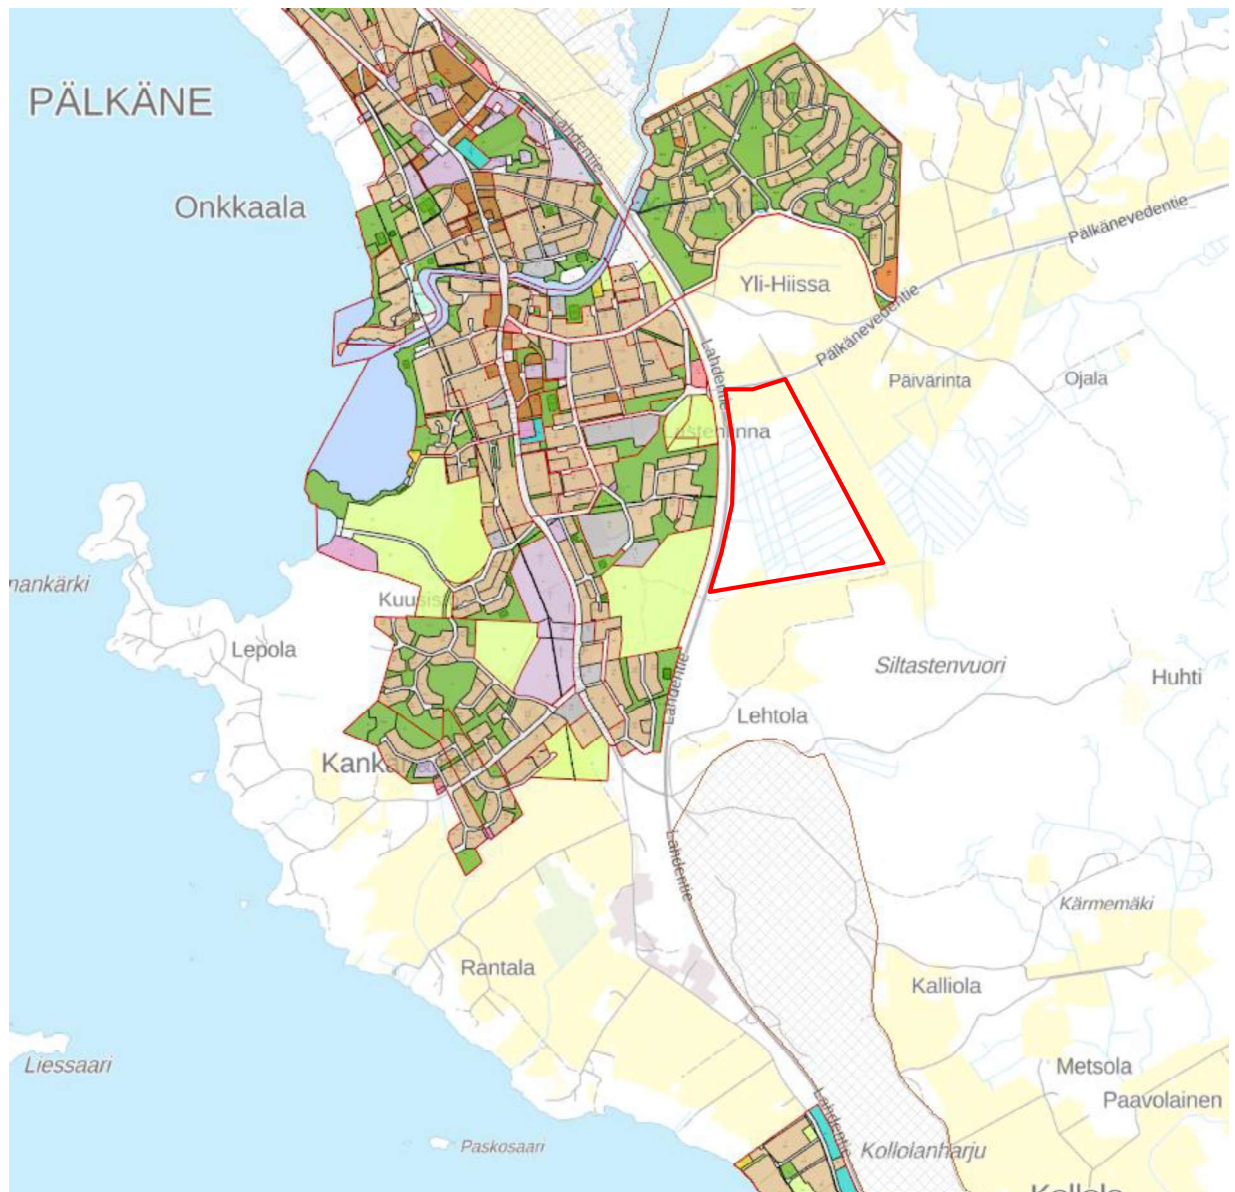 PÄLKÄNE
Lahdentie
Onkkaala
Pälkänevedentie
Yli-Hiissa
Pälkänevedentie
Lahdentie
Päivärinta
Ojala
nankärki
Lepola
Siltastenvuori
Huhti
Lahdentie
Lehtola
Lahdentie
Kärmemäki
Rantala
Kalliola
Liessaari
Metsola
Paavolainen
Lahdentie
Paskosaari
Kollolanharju